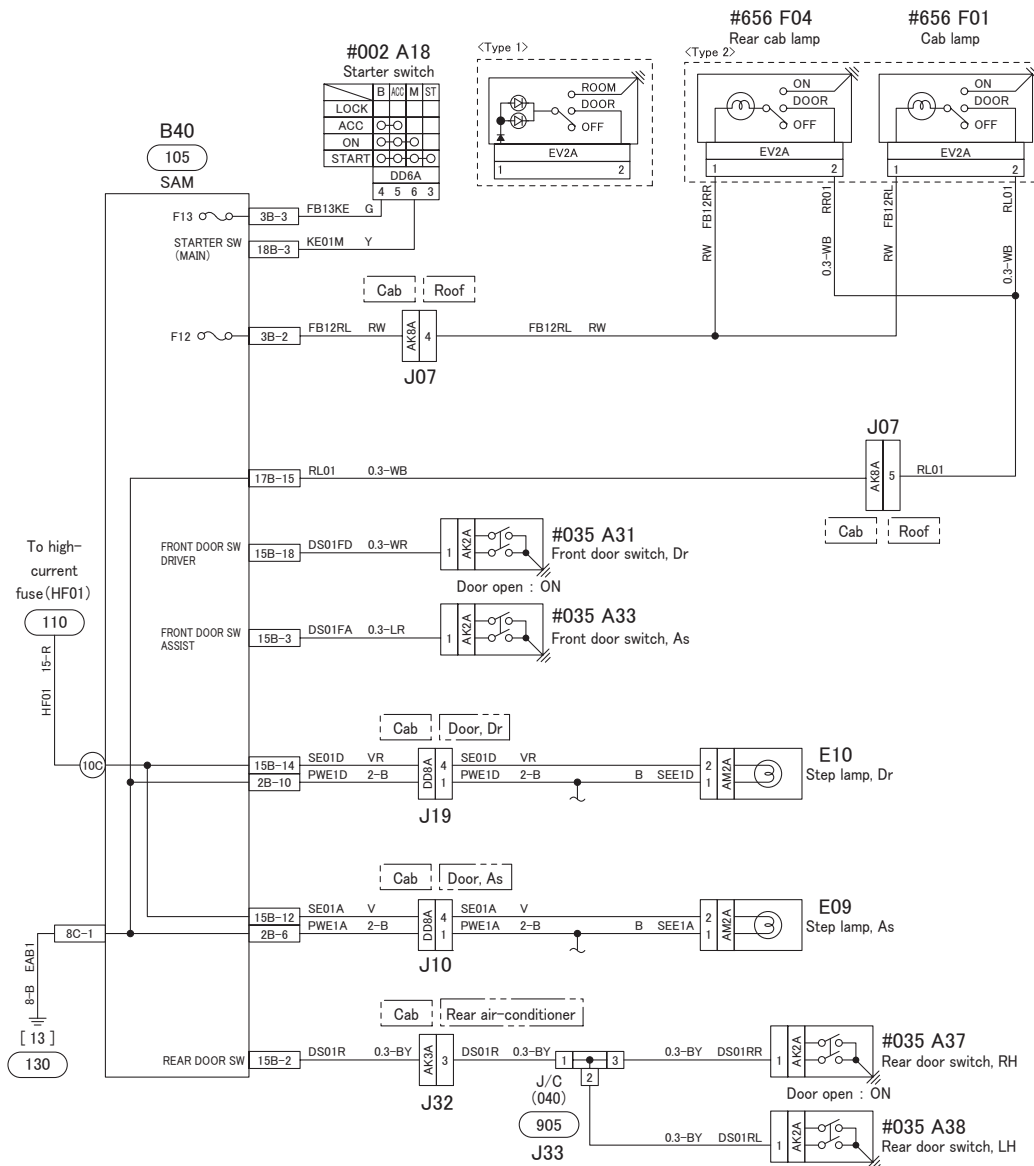 #656 F04
Rear cab lamp
#656 F01
Cab lamp
#002 A18
Starter switch
<Type 1>
<Type 2>
B ACC M ST
LOCK
ACC
ON
START
DD6A
4 5 6 3
ROOM
DOOR
OFF
EV2A
1 2
ON
DOOR
OFF
EV2A
1 2
ON
DOOR
OFF
EV2A
1 2
B40
105
SAM
FB12RR
RW
RR01
0.3-WB
FB12RL
RW
RL01
0.3-WB
F13 3B-3 FB13KE G
STARTER SW
(MAIN)
18B-3 KE01M Y
Cab Roof
F12 3B-2 FB12RL RW AK8A 4 FB12RL RW
J07
J07
17B-15 RL01 0.3-WB AK8A 5 RL01
Cab Roof
To high-
current
fuse(HF01)
110
HF01 15-R
FRONT DOOR SW
DRIVER
15B-18 DS01FD 0.3-WR 1 AK2A
#035 A31
Front door switch, Dr
Door open : ON
FRONT DOOR SW
ASSIST
15B-3 DS01FA 0.3-LR 1 AK2A
#035 A33
Front door switch, As
Cab Door, Dr
10C
15B-14 SE01D VR DD8A 4 SE01D VR 2 AM2A
2B-10 PWE1D 2-B 1 PWE1D 2-B B SEE1D 1
E10
Step lamp, Dr
J19
Cab Door, As
15B-12 SE01A V DD8A 4 SE01A V 2 AM2A
2B-6 PWE1A 2-B 1 PWE1A 2-B B SEE1A 1
E09
Step lamp, As
J10
8C-1
8-B EAB1
[ 13 ]
130
Cab Rear air-conditioner
REAR DOOR SW 15B-2 DS01R 0.3-BY AK3A 3 DS01R 0.3-BY 1 3 0.3-BY DS01RR 1 AK2A
2
#035 A37
Rear door switch, RH
Door open : ON
J32
J/C
(040)
905
J33
0.3-BY DS01RL 1 AK2A
#035 A38
Rear door switch, LH